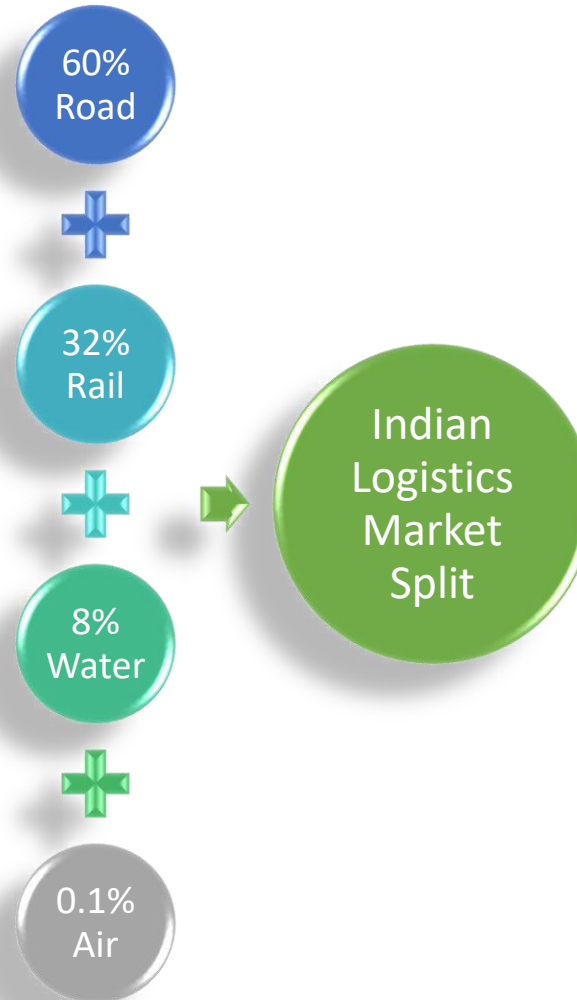 60%
Road
32%
Rail
8%
Water
0.1%
Air
Indian
Logistics
Market
Split